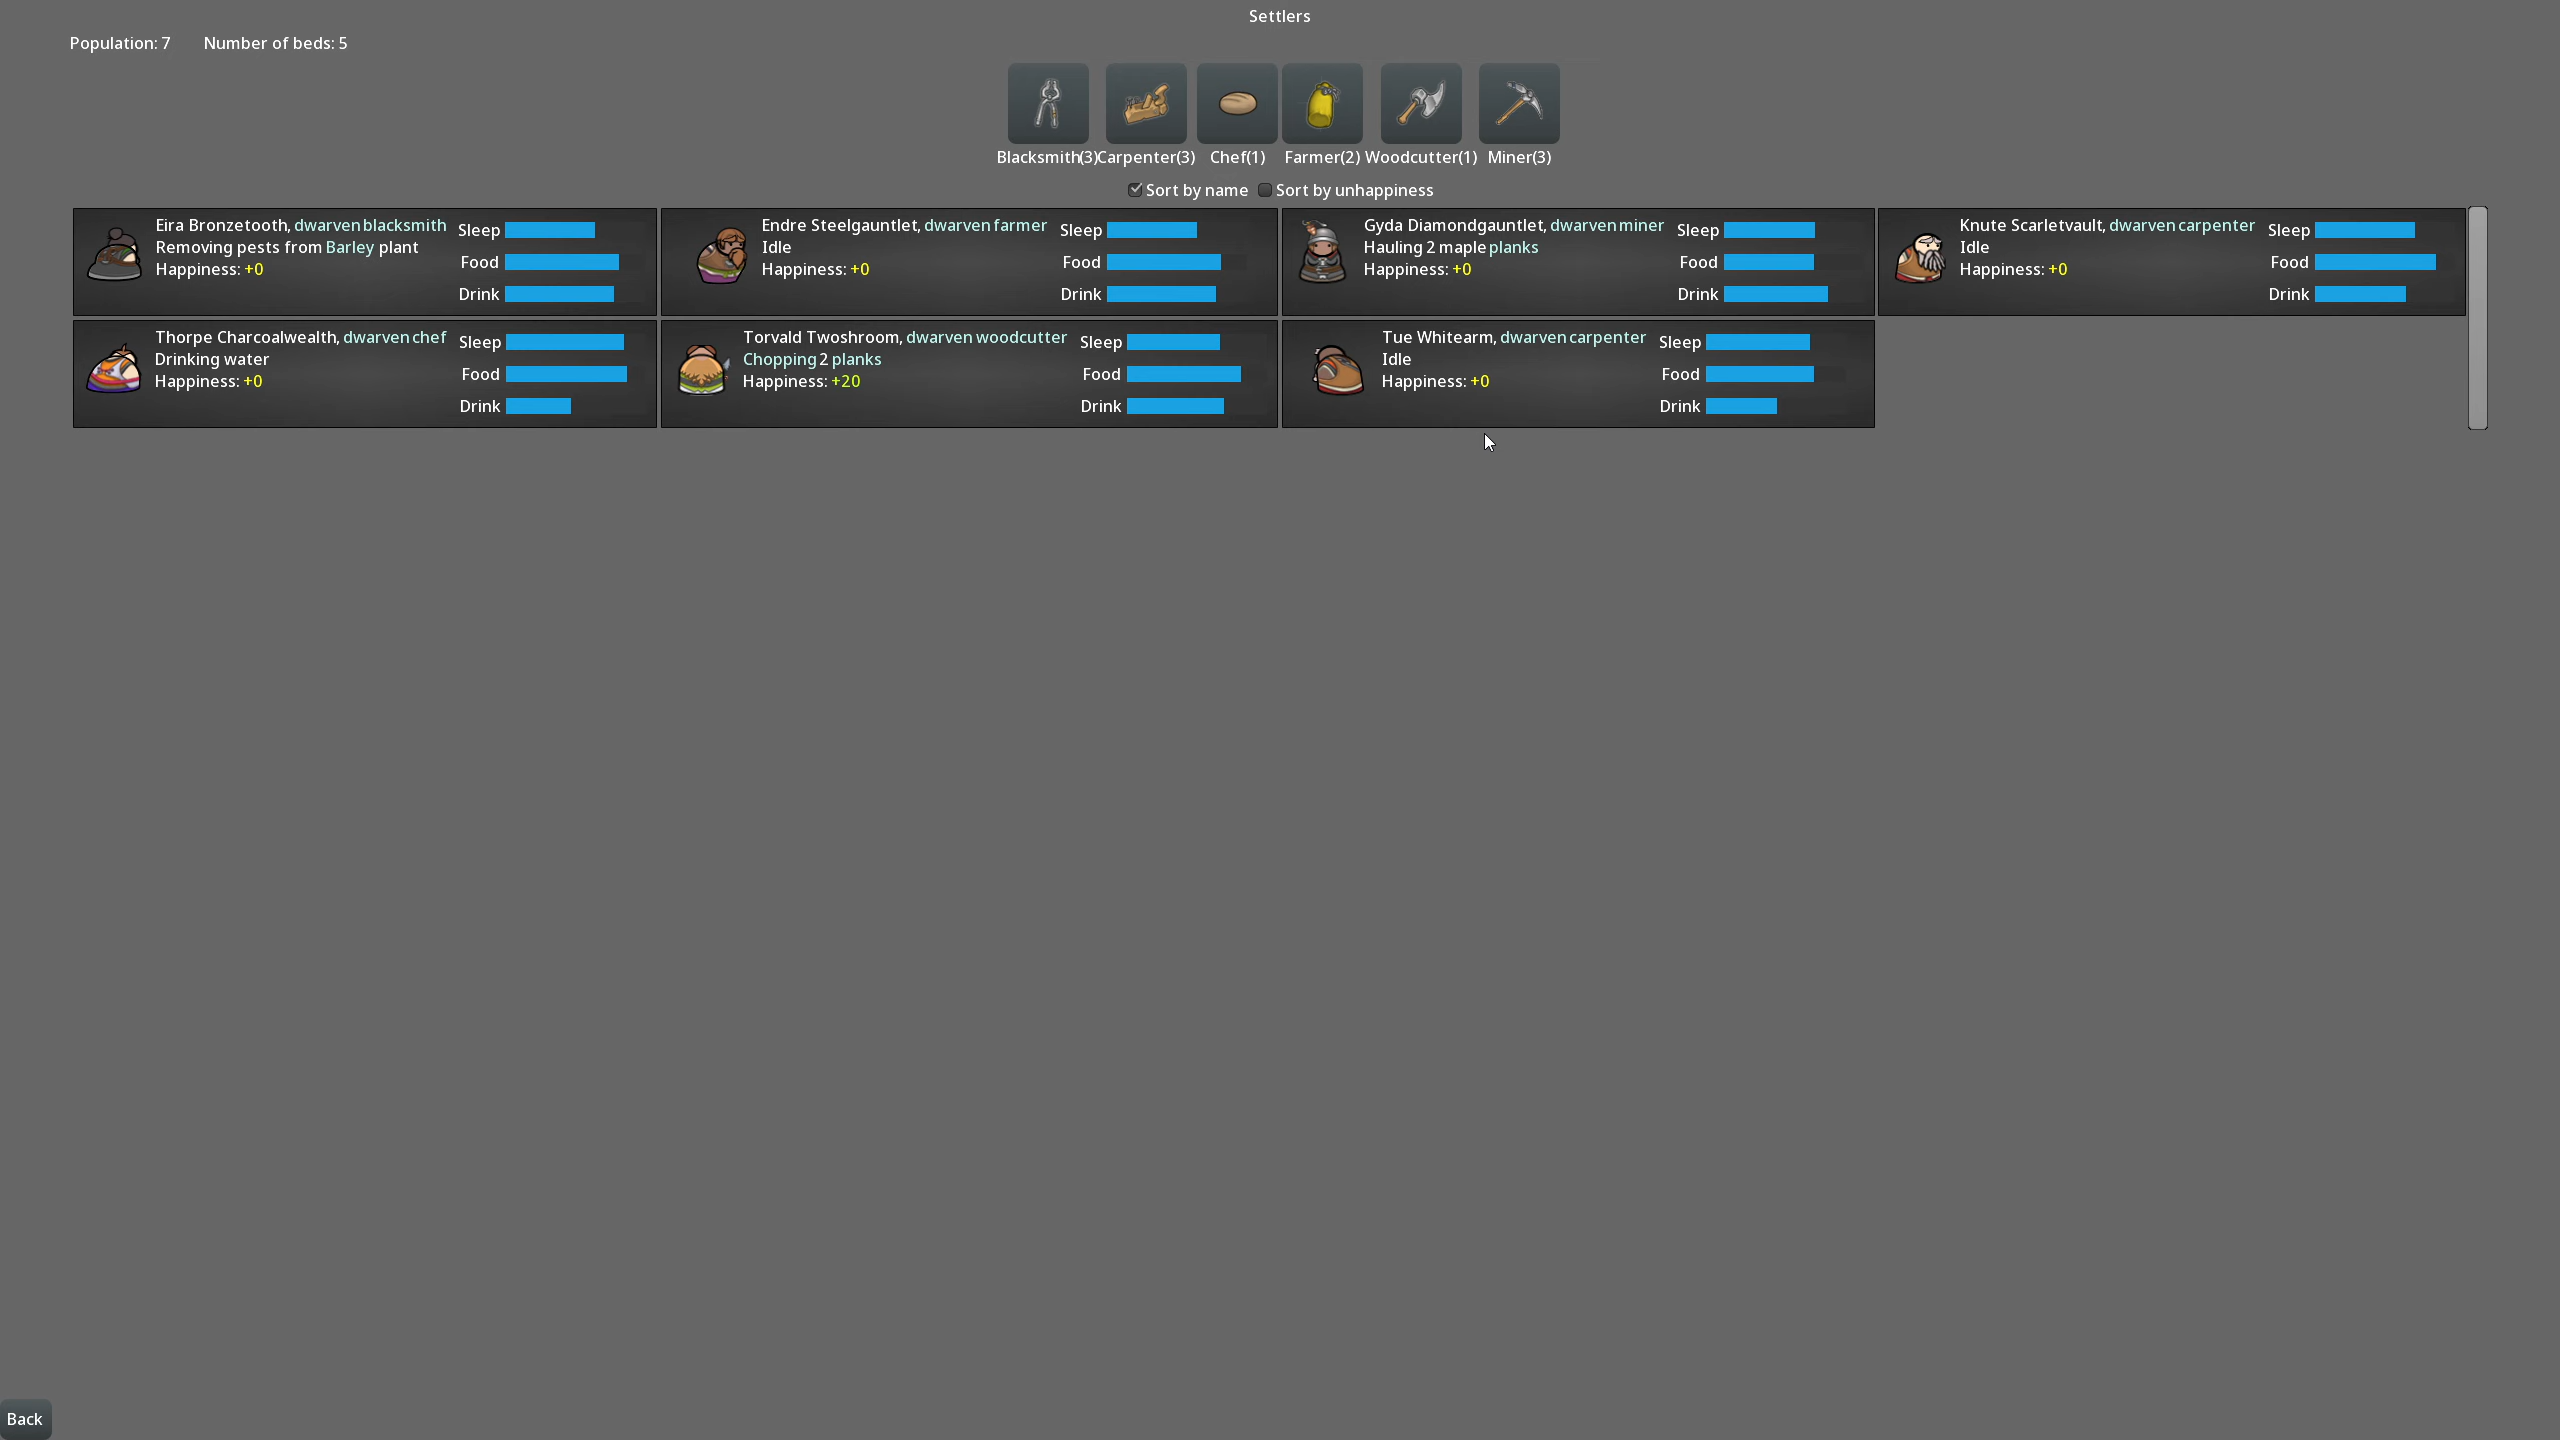 Settlers
Population: 7 Number of beds: 5
Blacksmith(3) Carpenter(3) Chef(1) Farmer(2) Woodcutter(1) Miner(3)
Sort by name Sort by unhappiness
Eira Bronzetooth, dwarven blacksmith
Removing pests from Barley plant
Happiness: +0
Sleep
Food
Drink
Endre Steelgauntlet, dwarven farmer
Idle
Happiness: +0
Sleep
Food
Drink
Gyda Diamondgauntlet, dwarven miner
Hauling 2 maple planks
Happiness: +0
Sleep
Food
Drink
Knute Scarletvault, dwarven carpenter
Idle
Happiness: +0
Sleep
Food
Drink
Thorpe Charcoalwealth, dwarven chef
Drinking water
Happiness: +0
Sleep
Food
Drink
Torvald Twoshroom, dwarven woodcutter
Chopping 2 planks
Happiness: +20
Sleep
Food
Drink
Tue Whitearm, dwarven carpenter
Idle
Happiness: +0
Sleep
Food
Drink
Back